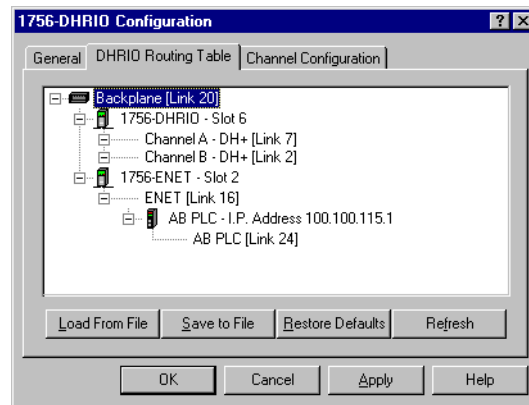 1756-DHRIO Configuration
General DHRIO Routing Table Channel Configuration
Backplane [Link 20]
1756-DHRIO - Slot 6
Channel A - DH+ [Link 7]
Channel B - DH+ [Link 2]
1756-ENET - Slot 2
ENET [Link 16]
AB PLC - I.P. Address 100.100.115.1
AB PLC [Link 24]
Load From File Save to File Restore Defaults Refresh
OK Cancel Apply Help